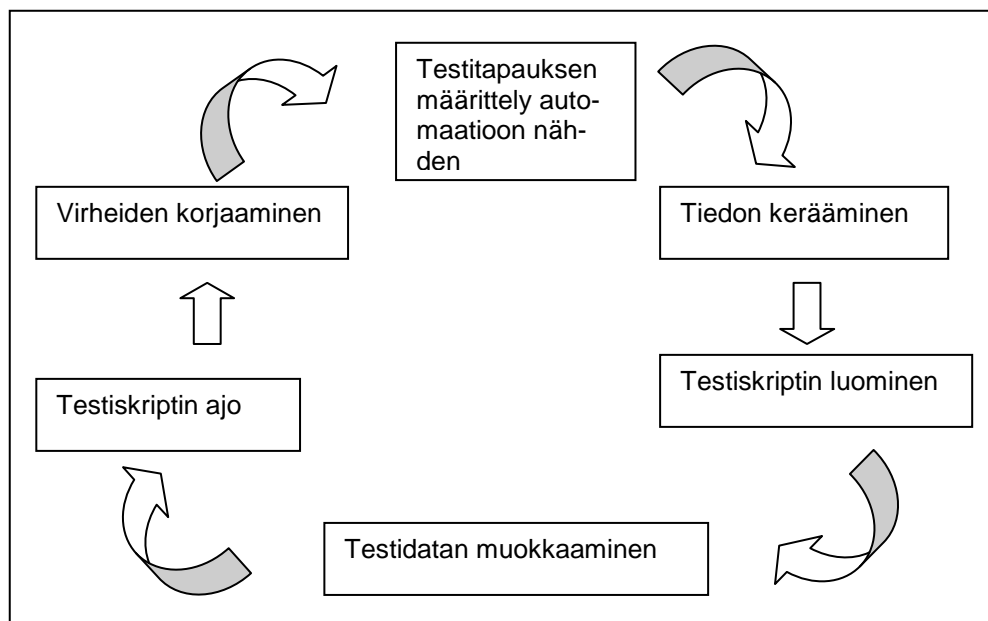 Testitapauksen
määrittely auto-
maatioon näh-
den
Virheiden korjaaminen
Tiedon kerääminen
Testiskriptin ajo
Testiskriptin luominen
Testidatan muokkaaminen